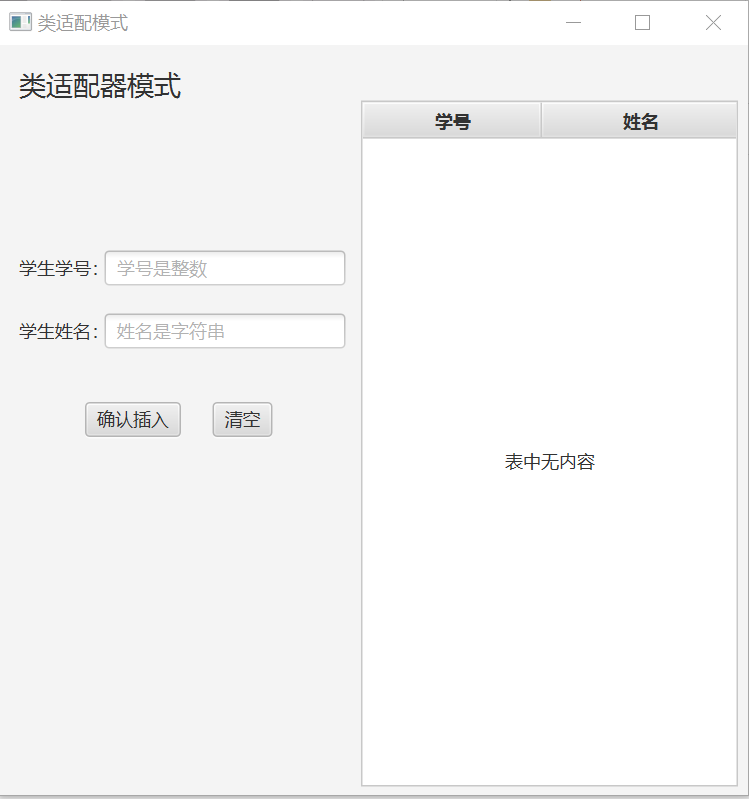 类适配模式
类适配器模式
学号 姓名
学生学号：学号是整数
学生姓名：姓名是字符串
确认插入 清空
表中无内容